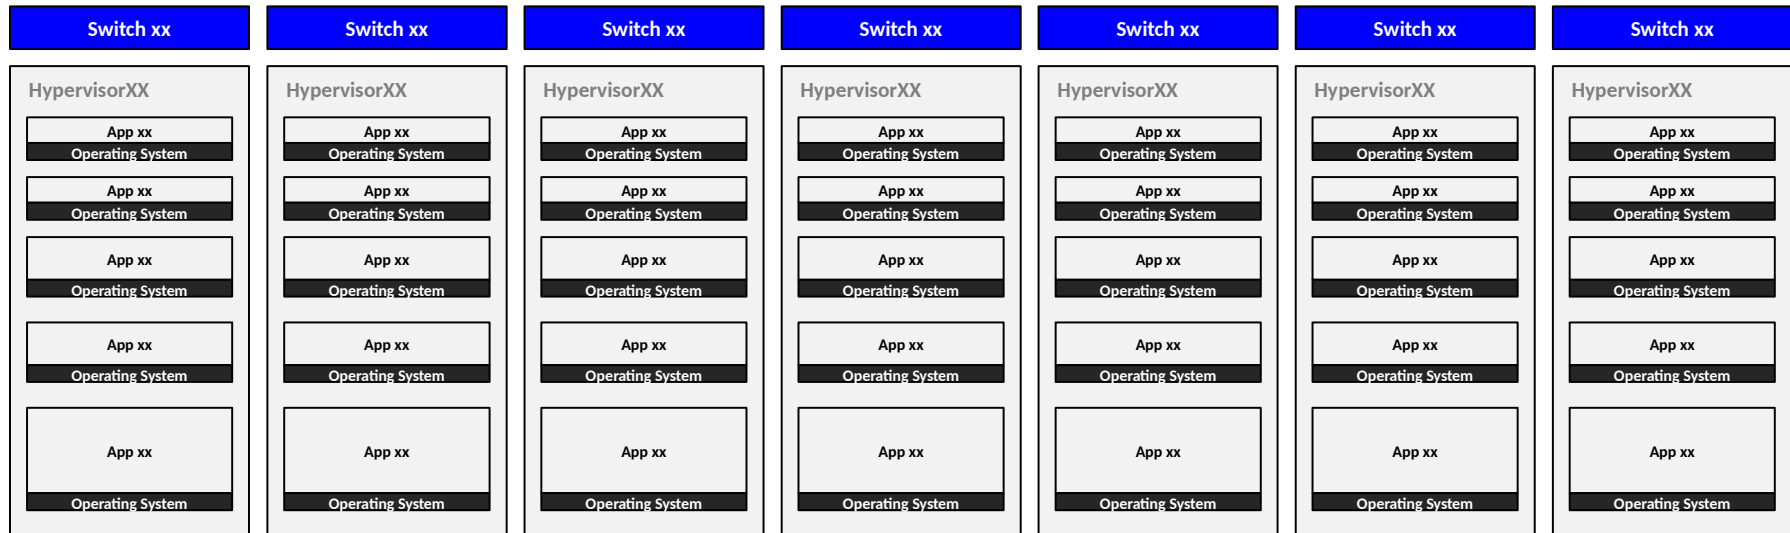 Switch xx Switch xx Switch xx Switch xx Switch xx Switch xx Switch xx
HypervisorXX HypervisorXX HypervisorXX HypervisorXX HypervisorXX HypervisorXX HypervisorXX
App xx App xx App xx App xx App xx App xx App xx
Operating System Operating System Operating System Operating System Operating System Operating System Operating System
App xx App xx App xx App xx App xx App xx App xx
Operating System Operating System Operating System Operating System Operating System Operating System Operating System
App xx App xx App xx App xx App xx App xx App xx
Operating System Operating System Operating System Operating System Operating System Operating System Operating System
App xx App xx App xx App xx App xx App xx App xx
Operating System Operating System Operating System Operating System Operating System Operating System Operating System
App xx App xx App xx App xx App xx App xx App xx
Operating System Operating System Operating System Operating System Operating System Operating System Operating System